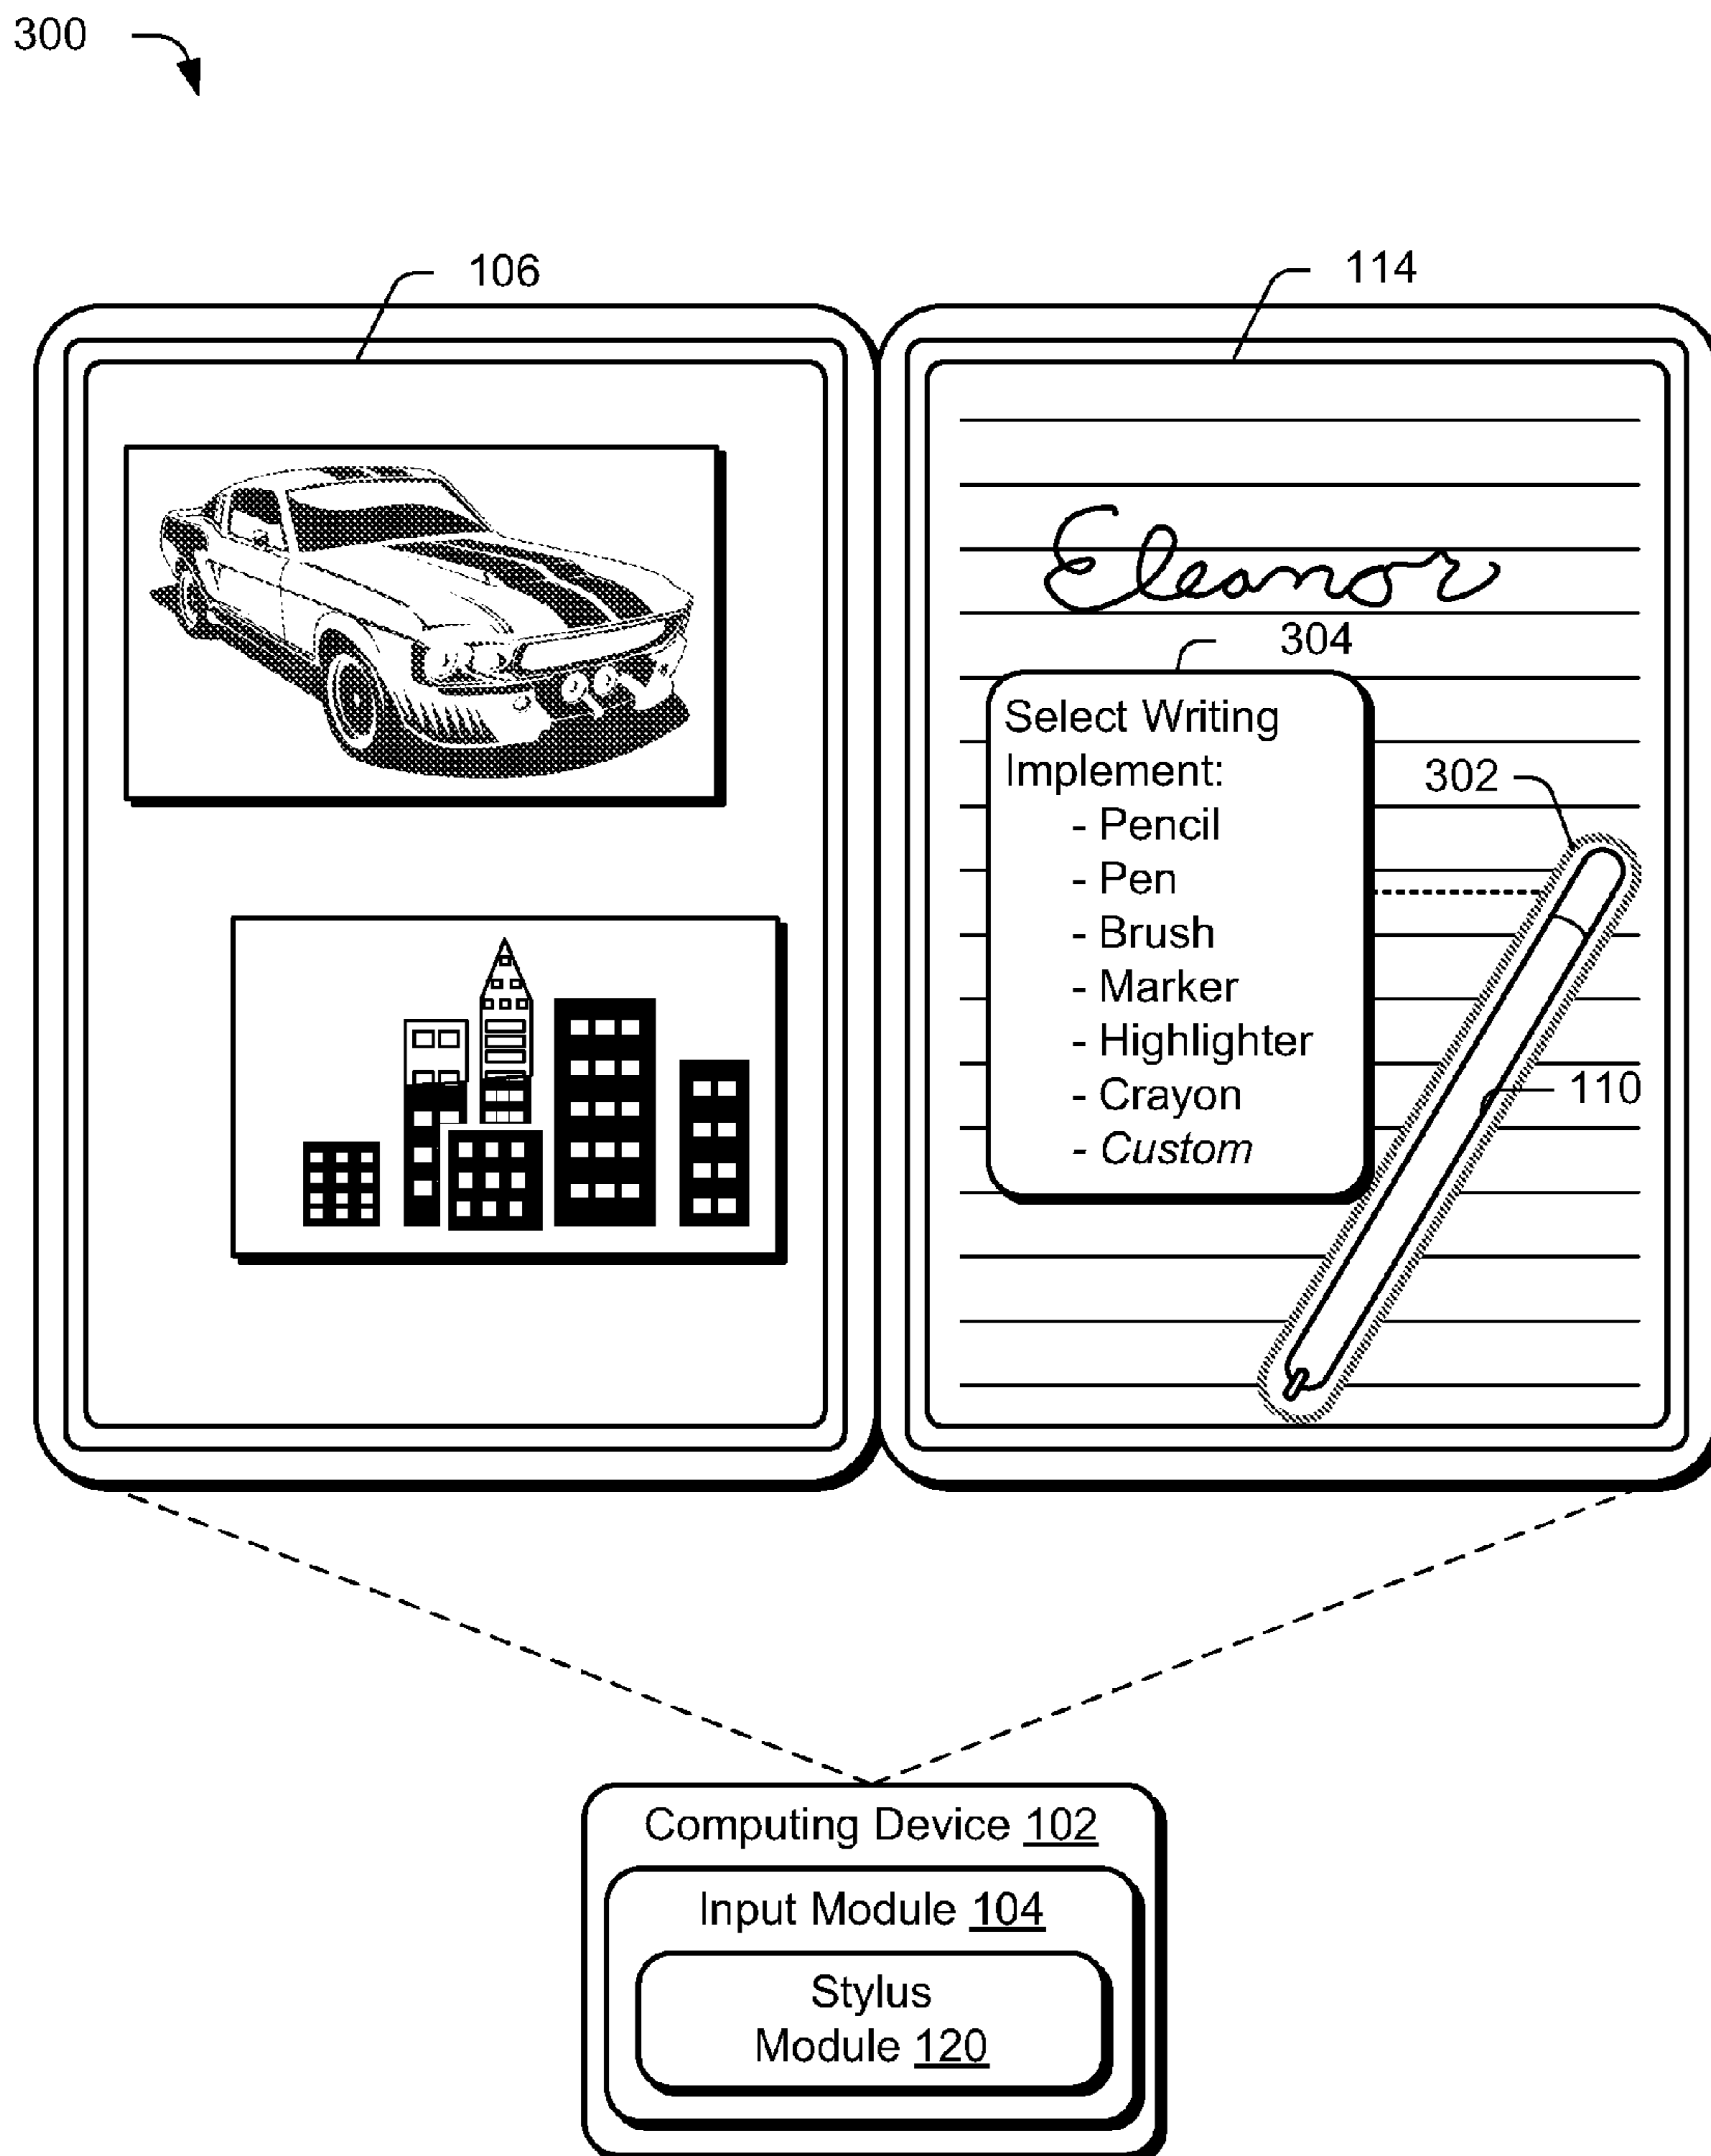 300
106
114
Eleanor
304
Select Writing
Implement:
- Pencil
- Pen
- Brush
- Marker
- Highlighter
- Crayon
- Custom
302
110
Computing Device 102
Input Module 104
Stylus
Module 120